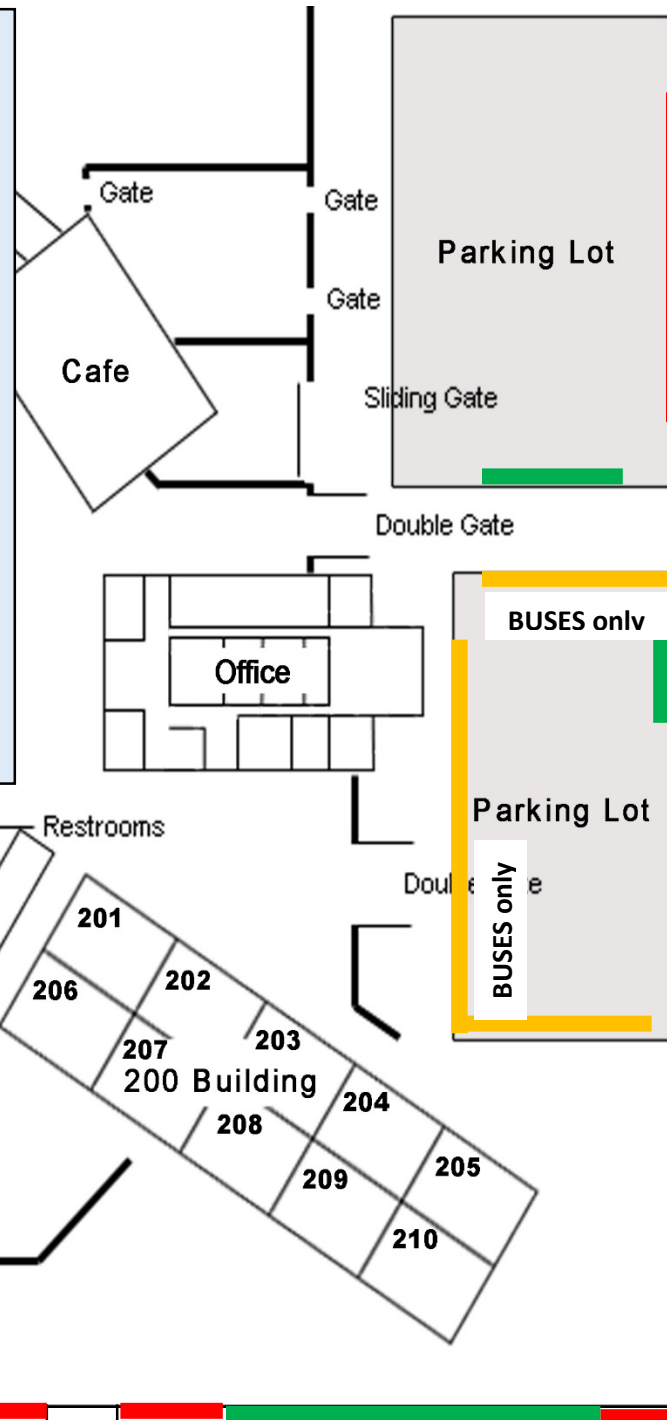 Gate
Gate
Parking Lot
Gate
Cafe
Sliding Gate
Double Gate
BUSES only
Office
Parking Lot
Restrooms
BUSES only
201
202
206
203
207
200 Building
204
208
205
209
210